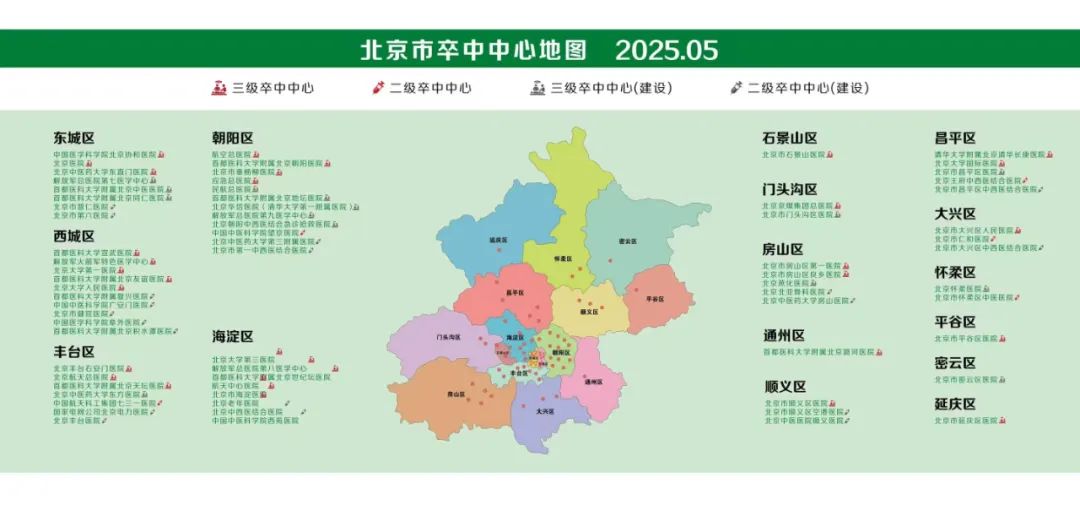 北京市卒中中心地图 2025.05
三级卒中中心
二级卒中中心
三级卒中中心(建设)
二级卒中中心(建设)
东城区
中国医学科学院北京协和医院
北京医院
北京中医药大学东直门医院
解放军总医院第七医学中心
首都医科大学附属北京中医医院
首都医科大学附属北京同仁医院
北京市普仁医院
北京市第六医院
西城区
首都医科大学宣武医院
解放军火箭军特色医学中心
北京大学第一医院
首都医科大学附属北京友谊医院
北京大学人民医院
首都医科大学附属复兴医院
中国中医科学院广安门医院
北京市健宫医院
中国医学科学院阜外医院
首都医科大学附属北京积水潭医院
丰台区
北京丰台右安门医院
北京航天总医院
首都医科大学附属北京天坛医院
北京中医药大学东方医院
中国航天科工集团七三一医院
国家电网公司北京电力医院
北京丰台医院
朝阳区
航空总医院
首都医科大学附属北京朝阳医院
北京市垂杨柳医院
应急总医院
民航总医院
首都医科大学附属北京地坛医院
北京华信医院(清华大学第一附属医院)
解放军总医院第九医学中心
北京朝阳中西医结合急诊抢救医院
中国中医科学院望京医院
北京中医药大学第三附属医院
北京市第一中西医结合医院
海淀区
北京大学第三医院
解放军总医院第八医学中心
首都医科大学附属北京世纪坛医院
航天中心医院
北京市海淀医院
北京老年医院
北京中西医结合医院
中国中医科学院西苑医院
延庆区
怀柔区
密云区
昌平区
顺义区
平谷区
门头沟区
海淀区
朝阳区
丰台区
通州区
房山区
大兴区
石景山区
北京市石景山医院
门头沟区
北京京煤集团总医院
北京市门头沟区医院
房山区
北京市房山区第一医院
北京市房山区良乡医院
北京燕化医院
北京北亚骨科医院
北京中医药大学房山医院
通州区
首都医科大学附属北京潞河医院
顺义区
北京市顺义区医院
北京市顺义区空港医院
北京中医医院顺义医院
昌平区
清华大学附属北京清华长庚医院
北京大学国际医院
北京市昌平区医院
北京王府中西医结合医院
北京市昌平区中西医结合医院
大兴区
北京市大兴区人民医院
北京市仁和医院
北京市大兴区中西医结合医院
怀柔区
北京怀柔医院
北京市怀柔区中医医院
平谷区
北京市平谷区医院
密云区
北京市密云区医院
延庆区
北京市延庆区医院